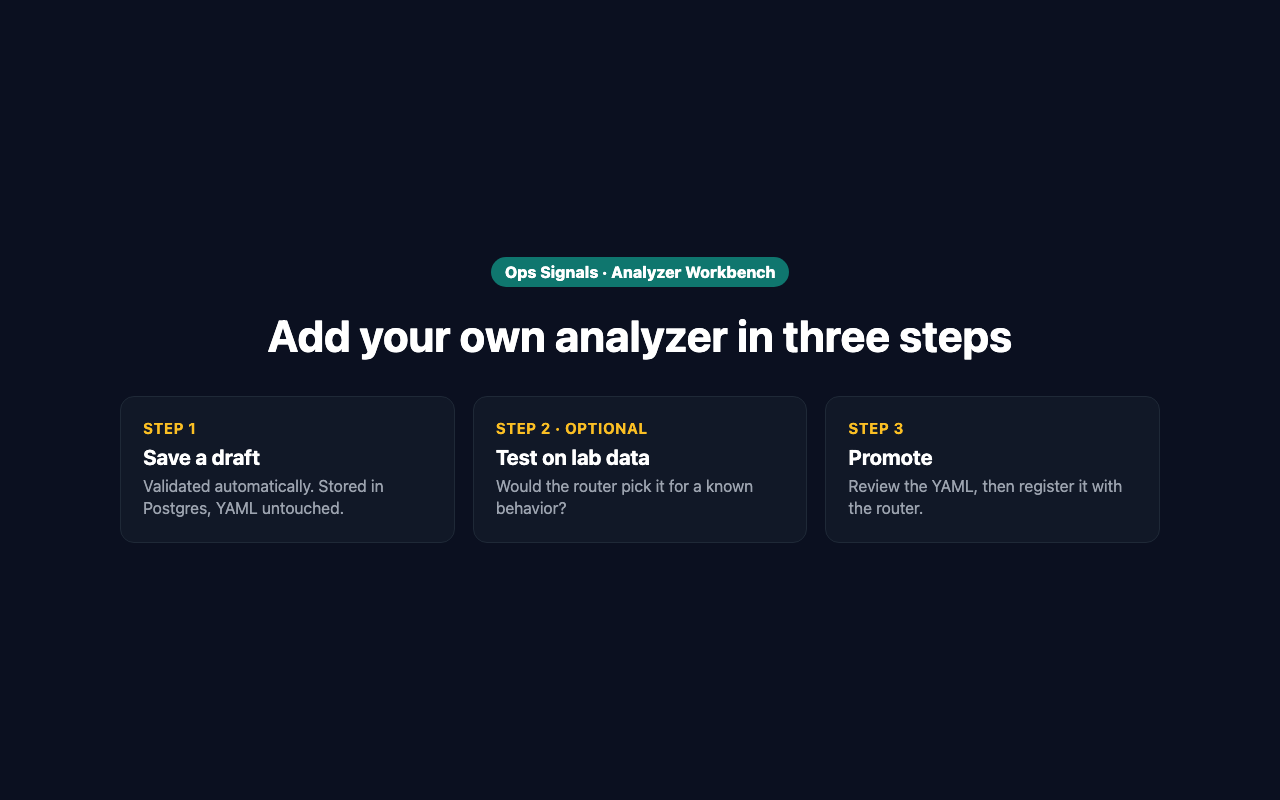 Ops Signals · Analyzer Workbench
Add your own analyzer in three steps
STEP 1
Save a draft
Validated automatically. Stored in
Postgres, YAML untouched.
STEP 2 · OPTIONAL
Test on lab data
Would the router pick it for a known
behavior?
STEP 3
Promote
Review the YAML, then register it with
the router.